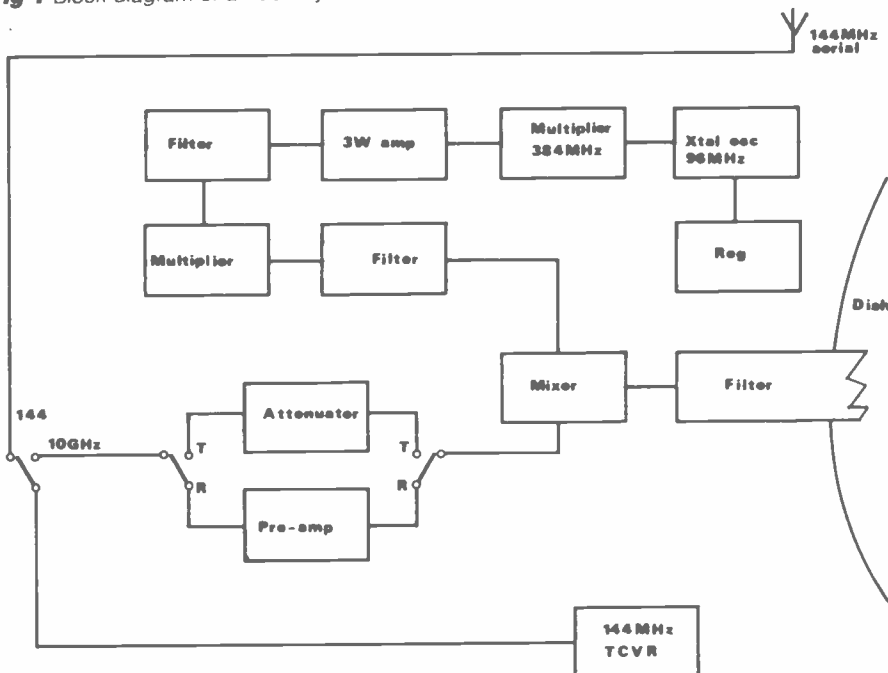 Block diagram of a
144MHz
aerial
Filter
3W amp
Multiplier
384MHz
Xtal osc
96MHz
Multiplier
Filter
Reg
Dish
Mixer
Filter
144
10GHz
T
R
Attenuator
Pre-amp
T
R
144MHz
TCVR